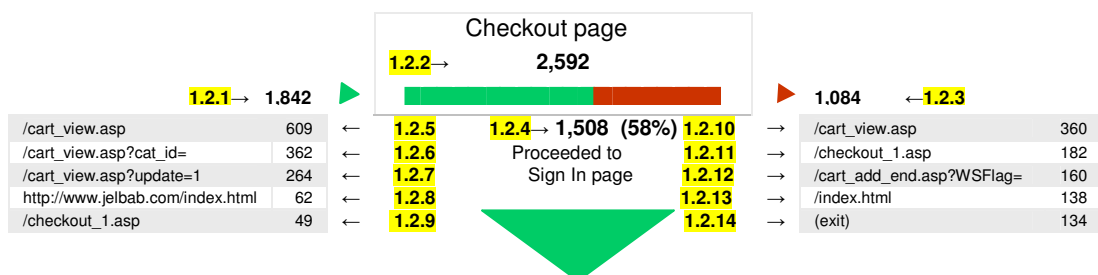 Checkout page
1.2.2→ 2,592
1.2.1→ 1,842
1,084 ←1.2.3
/cart_view.asp 609 ← 1.2.5 1.2.4→ 1,508 (58%) 1.2.10 → /cart_view.asp 360
/cart_view.asp?cat_id= 362 ← 1.2.6 Proceeded to 1.2.11 → /checkout_1.asp 182
/cart_view.asp?update=1 264 ← 1.2.7 Sign In page 1.2.12 → /cart_add_end.asp?WSFlag= 160
http://www.jelbab.com/index.html 62 ← 1.2.8 1.2.13 → /index.html 138
/checkout_1.asp 49 ← 1.2.9 1.2.14 → (exit) 134